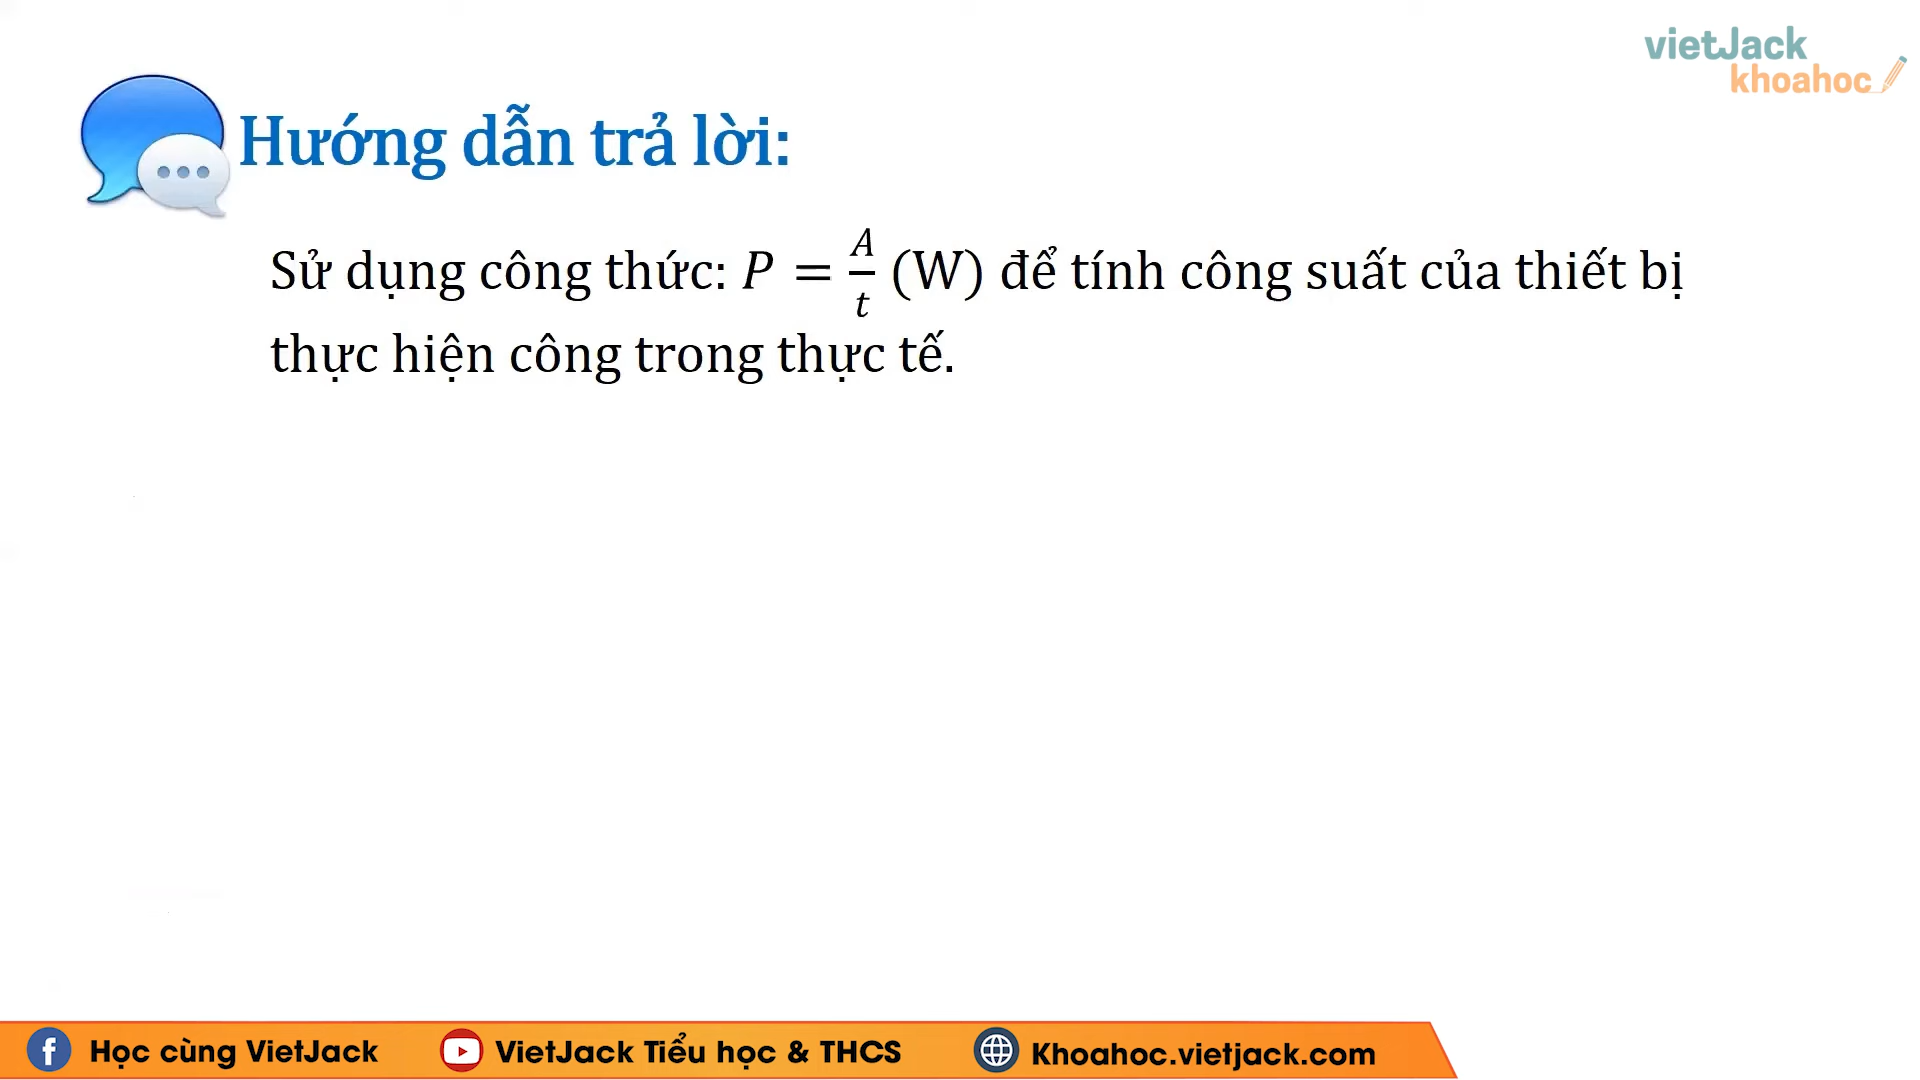 vietJack
khoahoc
Hướng dẫn trả lời:
Sử dụng công thức: P = A/t (W) để tính công suất của thiết bị
thực hiện công trong thực tế.
Học cùng VietJack
VietJack Tiểu học & THCS
Khoahoc.vietjack.com